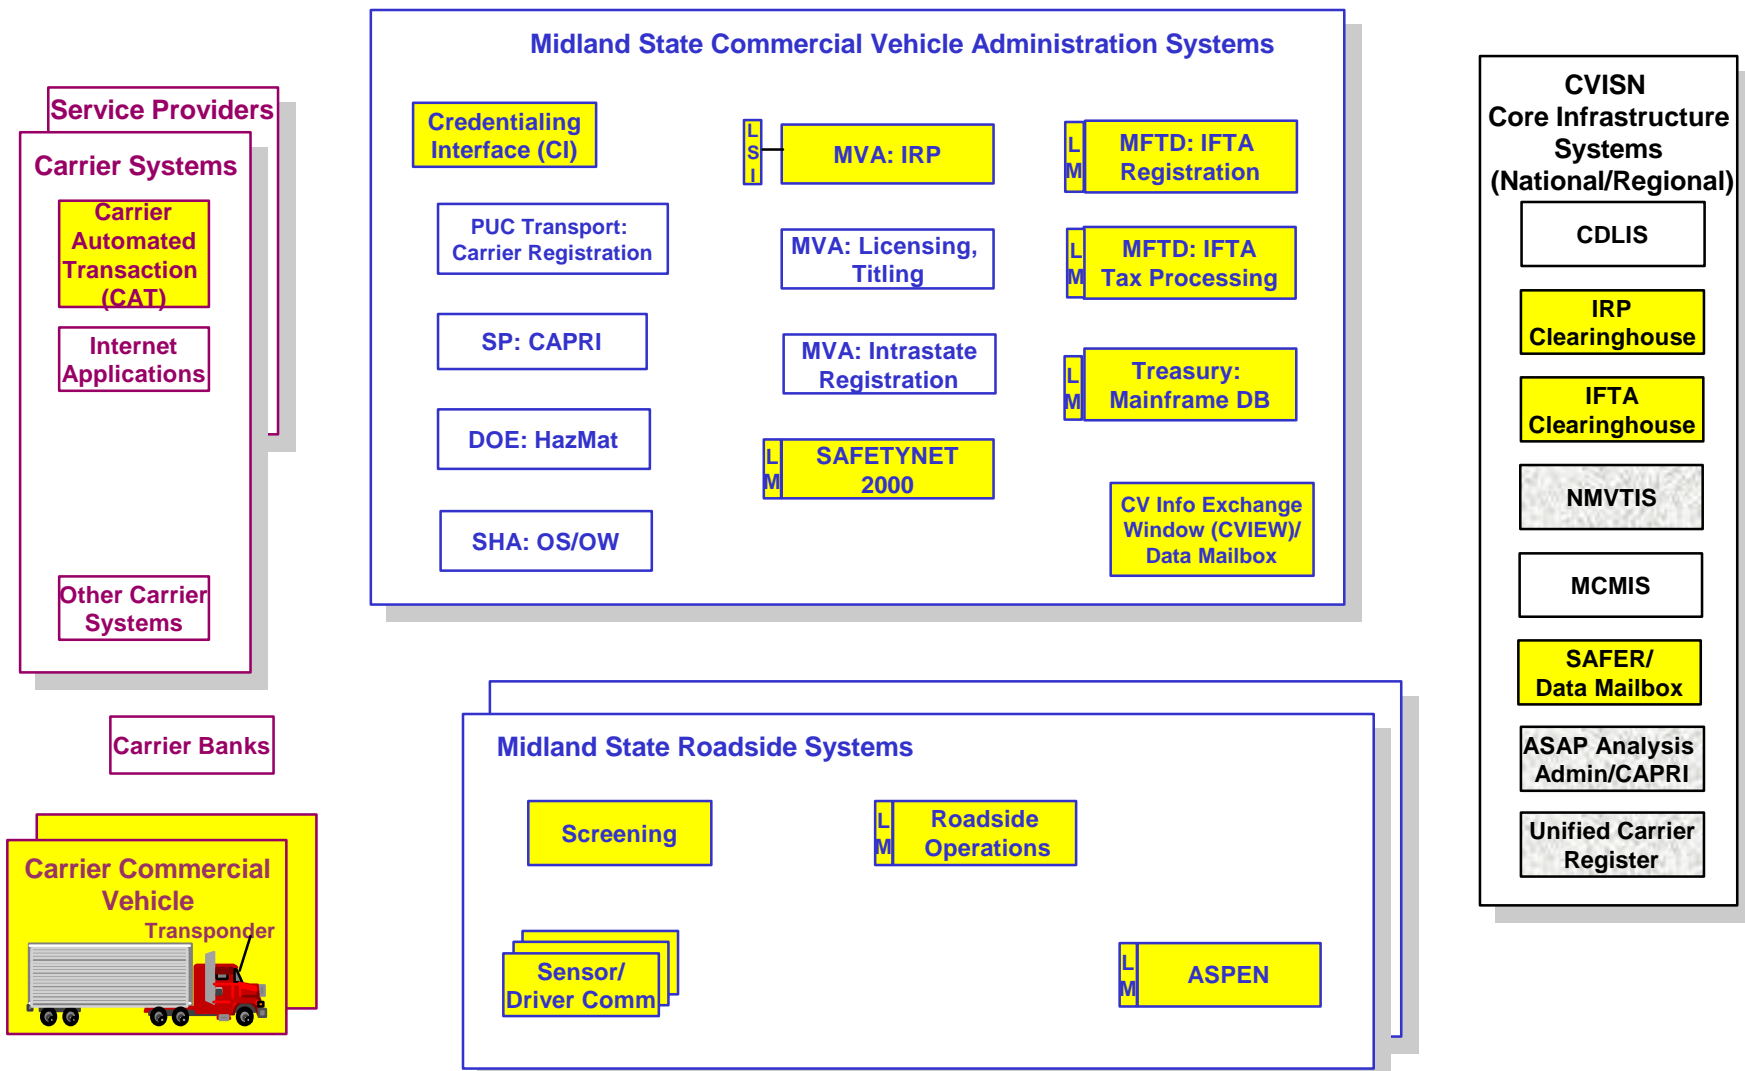 Midland State Commercial Vehicle Administration Systems
Service Providers
Carrier Systems
Carrier
Automated
Transaction
(CAT)
Internet
Applications
Other Carrier
Systems
Carrier Banks
Carrier Commercial
Vehicle
Transponder
Credentialing
Interface (CI)
PUC Transport:
Carrier Registration
SP: CAPRI
DOE: HazMat
SHA: OS/OW
L
S
I
MVA: IRP
MVA: Licensing,
Titling
MVA: Intrastate
Registration
L
M
SAFETYNET
2000
L
M
MFTD: IFTA
Registration
L
M
MFTD: IFTA
Tax Processing
L
M
Treasury:
Mainframe DB
CV Info Exchange
Window (CVIEW)/
Data Mailbox
Midland State Roadside Systems
Screening
L
M
Roadside
Operations
Sensor/
Driver Comm
L
M
ASPEN
CVISN
Core Infrastructure
Systems
(National/Regional)
CDLIS
IRP
Clearinghouse
IFTA
Clearinghouse
NMVTIS
MCMIS
SAFER/
Data Mailbox
ASAP Analysis
Admin/CAPRI
Unified Carrier
Register